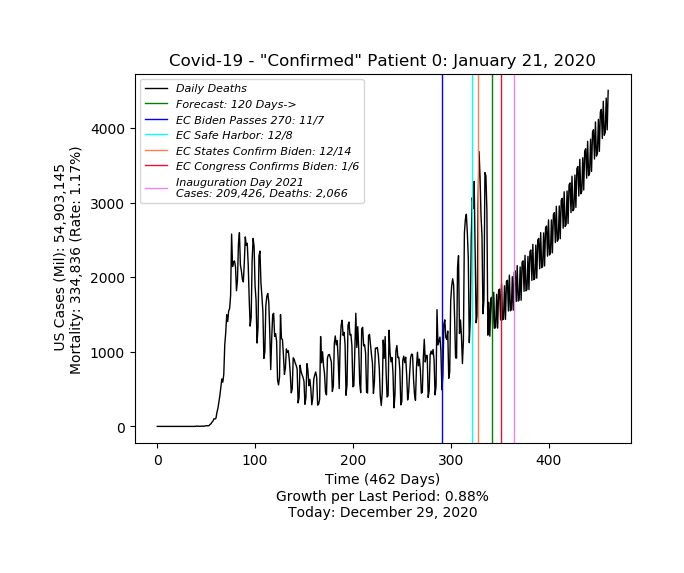 Covid-19 - "Confirmed" Patient 0: January 21, 2020
Daily Deaths
Forecast: 120 Days->
EC Biden Passes 270: 11/7
EC Safe Harbor: 12/8
EC States Confirm Biden: 12/14
EC Congress Confirms Biden: 1/6
Inauguration Day 2021
Cases: 209,426, Deaths: 2,066
US Cases (Mil): 54,903,145
Mortality: 334,836 (Rate: 1.17%)
4000
3000
2000
1000
0
0 100 200 300 400
Time (462 Days)
Growth per Last Period: 0.88%
Today: December 29, 2020